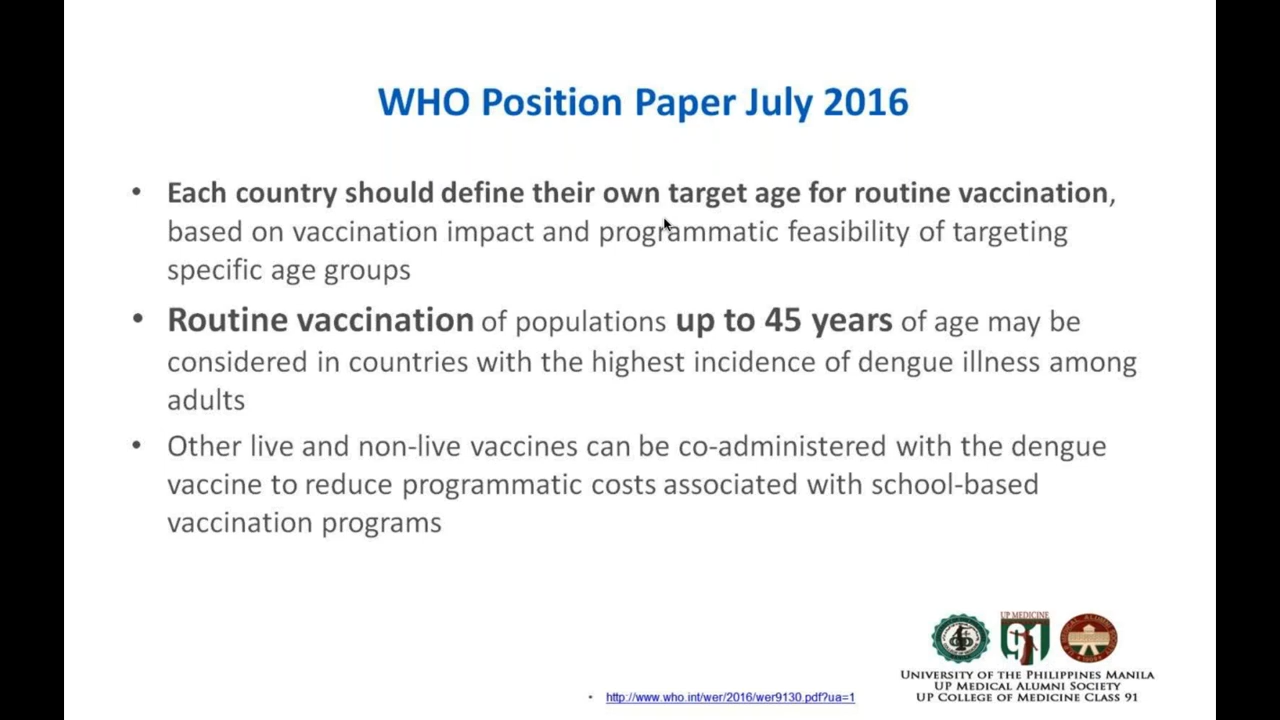 WHO Position Paper July 2016
• Each country should define their own target age for routine vaccination,
based on vaccination impact and programmatic feasibility of targeting
specific age groups
• Routine vaccination of populations up to 45 years of age may be
considered in countries with the highest incidence of dengue illness among
adults
• Other live and non-live vaccines can be co-administered with the dengue
vaccine to reduce programmatic costs associated with school-based
vaccination programs
UP MEDICINE
91
UNIVERSITY OF THE PHILIPPINES MANILA
UP MEDICAL ALUMNI SOCIETY
UP COLLEGE OF MEDICINE CLASS 91
• http://www.who.int/wer/2016/wer9130.pdf?ua=1